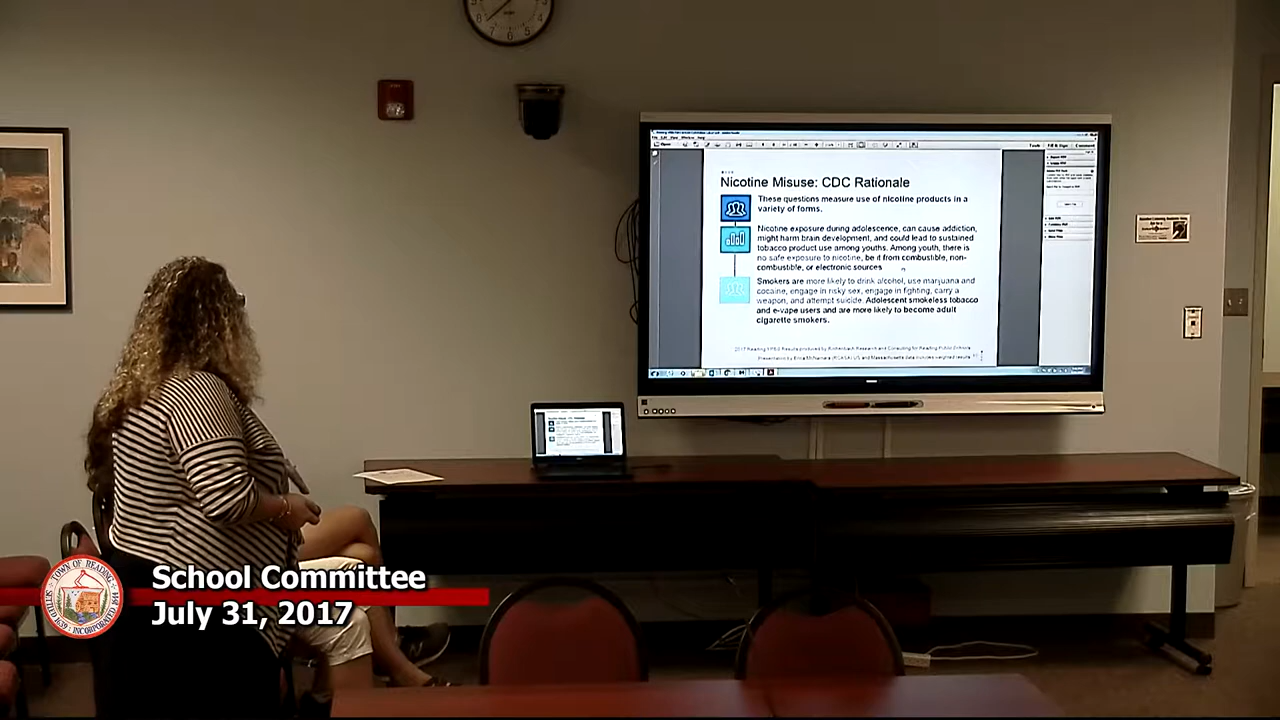 Nicotine Misuse: CDC Rationale
These questions measure use of nicotine products in a
variety of forms.
Nicotine exposure during adolescence, can cause addiction,
might harm brain development, and could lead to sustained
tobacco product use among youths. Among youth, there is
no safe exposure to nicotine, be it from combustible, non-
combustible, or electronic sources
Smokers are more likely to drink alcohol, use marijuana and
cocaine, engage in risky sex, engage in fighting, carry a
weapon, and attempt suicide. Adolescent smokeless tobacco
and e-vape users and are more likely to become adult
cigarette smokers.
TOWN OF READING
1639 INCORPORATED 1644
School Committee
July 31, 2017